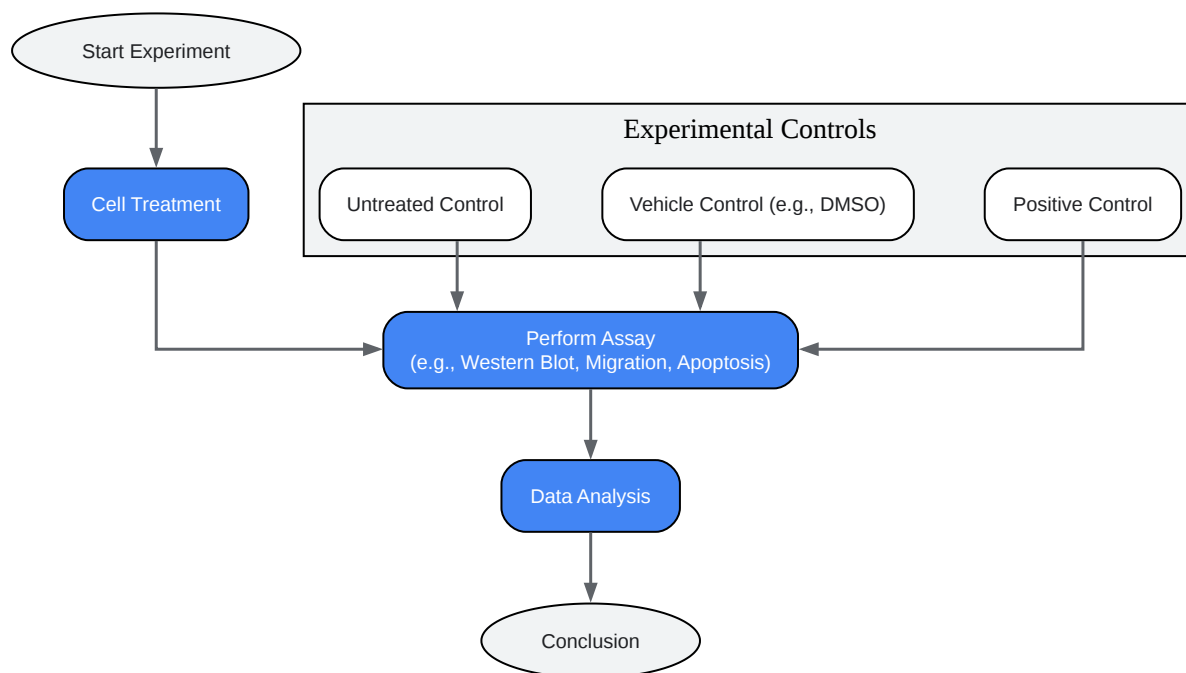 Start Experiment
Experimental Controls
Cell Treatment
Untreated Control
Vehicle Control (e.g., DMSO)
Positive Control
Perform Assay
(e.g., Western Blot, Migration, Apoptosis)
Data Analysis
Conclusion